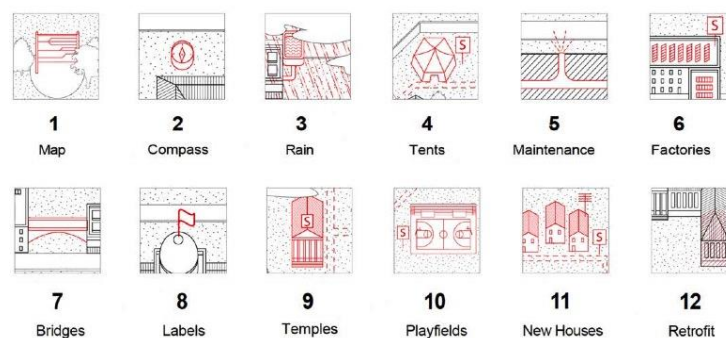 S
S
1 2 3 4 5 6
Map Compass Rain Tents Maintenance Factories
S
S
S
7 8 9 10 11 12
Bridges Labels Temples Playfields New Houses Retrofit